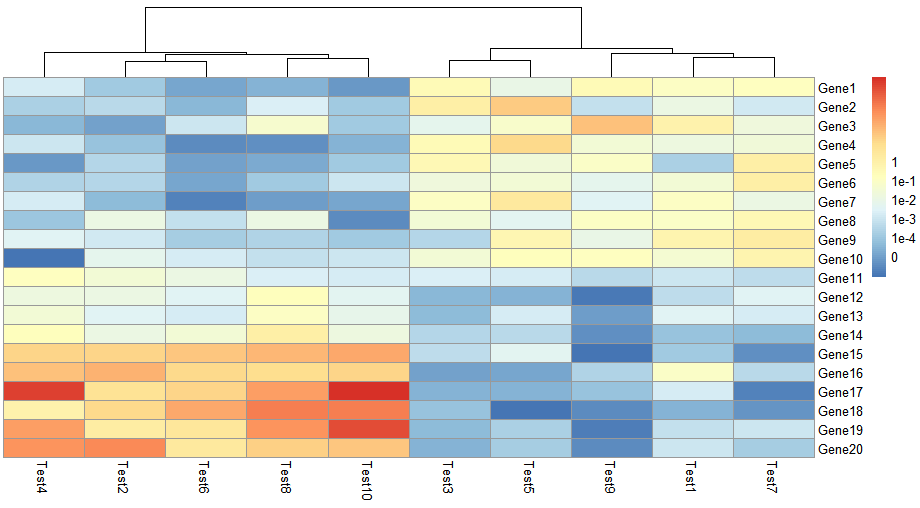 Gene1
Gene2
Gene3
Gene4
Gene5
Gene6
Gene7
Gene8
Gene9
Gene10
Gene11
Gene12
Gene13
Gene14
Gene15
Gene16
Gene17
Gene18
Gene19
Gene20
1
1e-1
1e-2
1e-3
1e-4
0
Test4
Test2
Test6
Test8
Test10
Test3
Test5
Test9
Test1
Test7